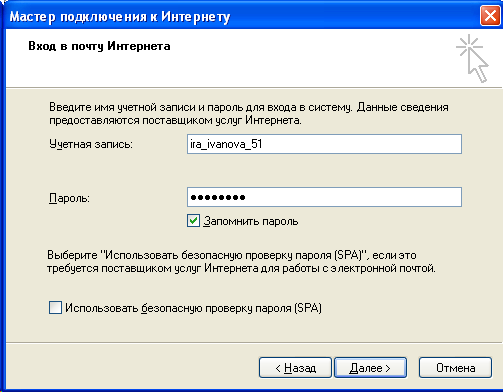 Мастер подключения к Интернету
Вход в почту Интернета
Введите имя учетной записи и пароль для входа в систему. Данные сведения
предоставляются поставщиком услуг Интернета.
Учетная запись:
ira_ivanova_51
Пароль:
●●●●●●●●
Запомнить пароль
Выберите "Использовать безопасную проверку пароля (SPA)", если это
требуется поставщиком услуг Интернета для работы с электронной почтой.
Использовать безопасную проверку пароля (SPA)
< Назад
Далее >
Отмена